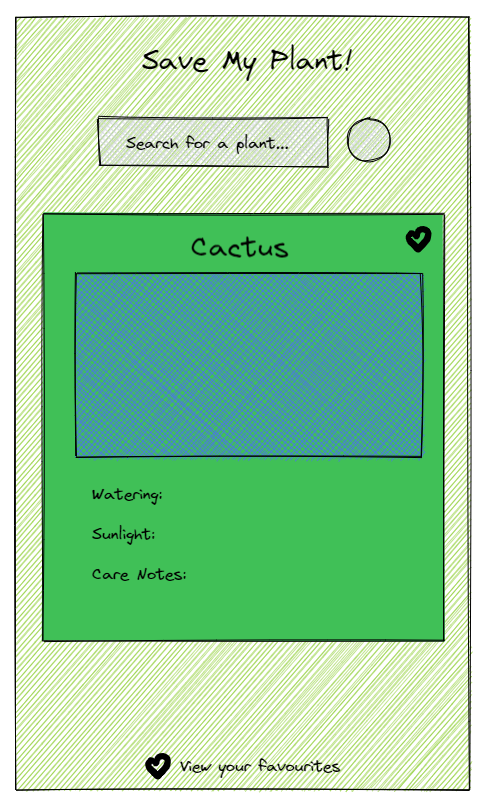 Save My Plant!
Search for a plant...
Cactus
Watering:
Sunlight:
Care Notes:
View your favourites